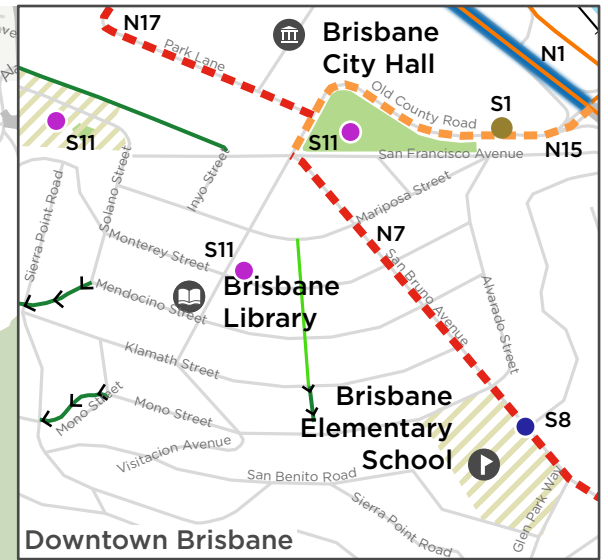 N17
Park Lane
Brisbane
City Hall
N1
Old County Road
S1
S11
S11
San Francisco Avenue
N15
Inyo Street
Solano Street
Sierra Point Road
Mariposa Street
N7
Monterey Street
S11
San Bruno Avenue
Alvarado Street
Mendocino Street
Brisbane
Library
Klamath Street
Mono Street
Mono Street
Brisbane
Elementary
School
S8
Visitacion Avenue
San Benito Road
Sierra Point Road
Glen Park Way
Downtown Brisbane